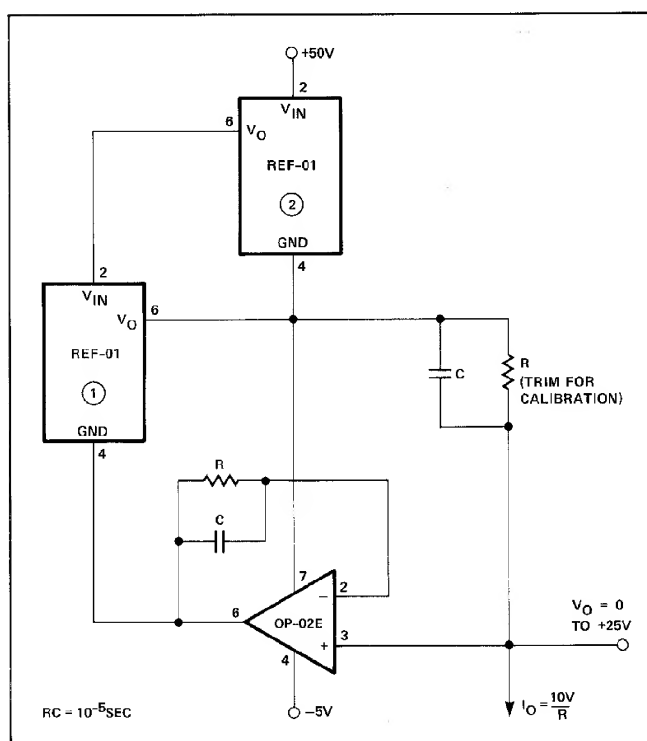 +50V
2
VIN
6
VO
REF-01
2
GND
4
2
VIN
6
VO
REF-01
1
GND
4
C
R
(TRIM FOR
CALIBRATION)
R
C
7
2
−
6
OP-02E
3
+
4
−5V
VO = 0
TO +25V
IO = 10V/R
RC = 10⁻⁵SEC